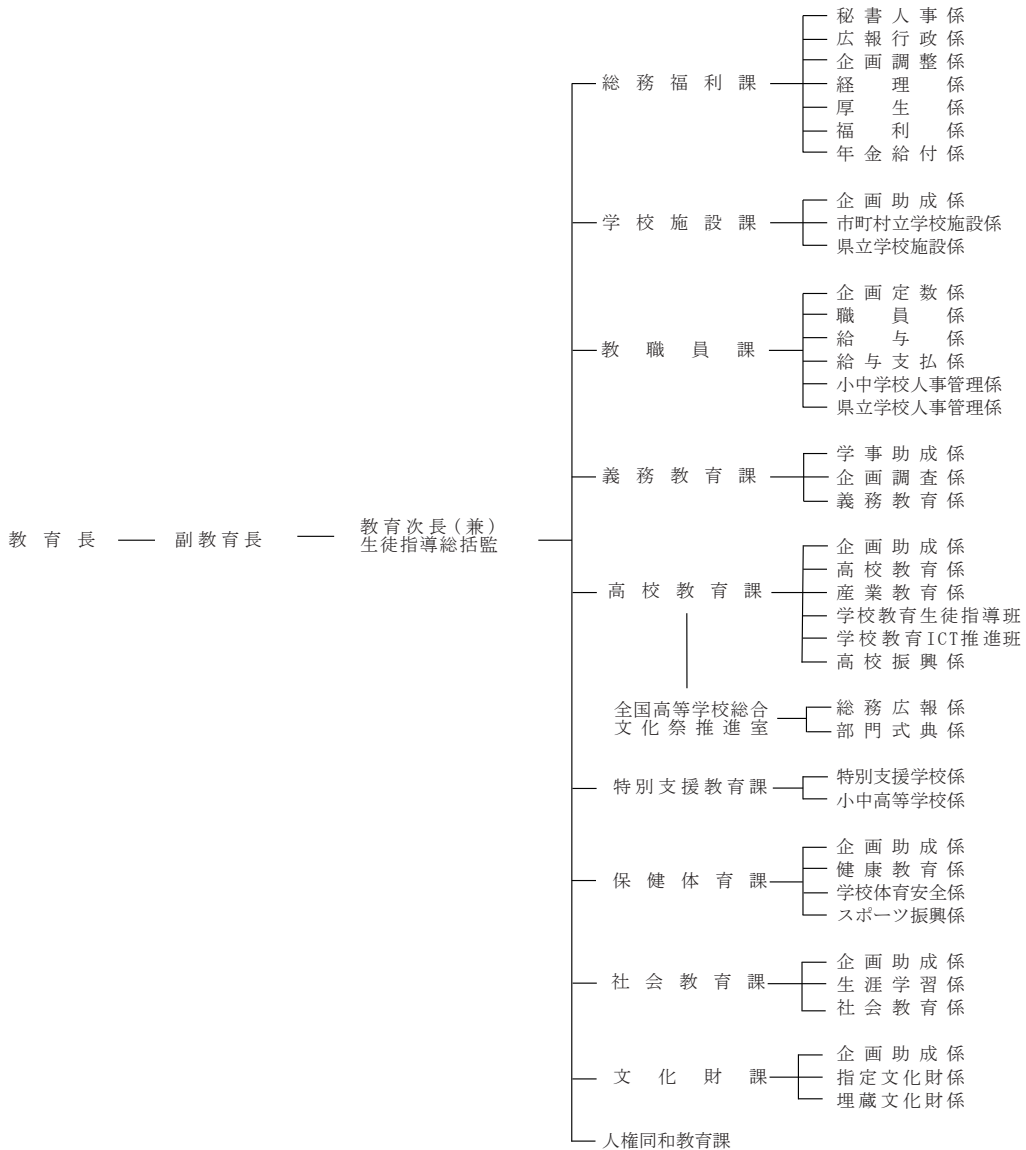 教育長
副教育長
教育次長(兼)
生徒指導総括監
総務福利課
秘書人事係
広報行政係
企画調整係
経理係
厚生係
福利係
年金給付係
学校施設課
企画助成係
市町村立学校施設係
県立学校施設係
教職員課
企画定数係
職員係
給与係
給与支払係
小中学校人事管理係
県立学校人事管理係
義務教育課
学事助成係
企画調査係
義務教育係
高校教育課
企画助成係
高校教育係
産業教育係
学校教育生徒指導班
学校教育ICT推進班
高校振興係
全国高等学校総合
文化祭推進室
総務広報係
部門式典係
特別支援教育課
特別支援学校係
小中高等学校係
保健体育課
企画助成係
健康教育係
学校体育安全係
スポーツ振興係
社会教育課
企画助成係
生涯学習係
社会教育係
文化財課
企画助成係
指定文化財係
埋蔵文化財係
人権同和教育課